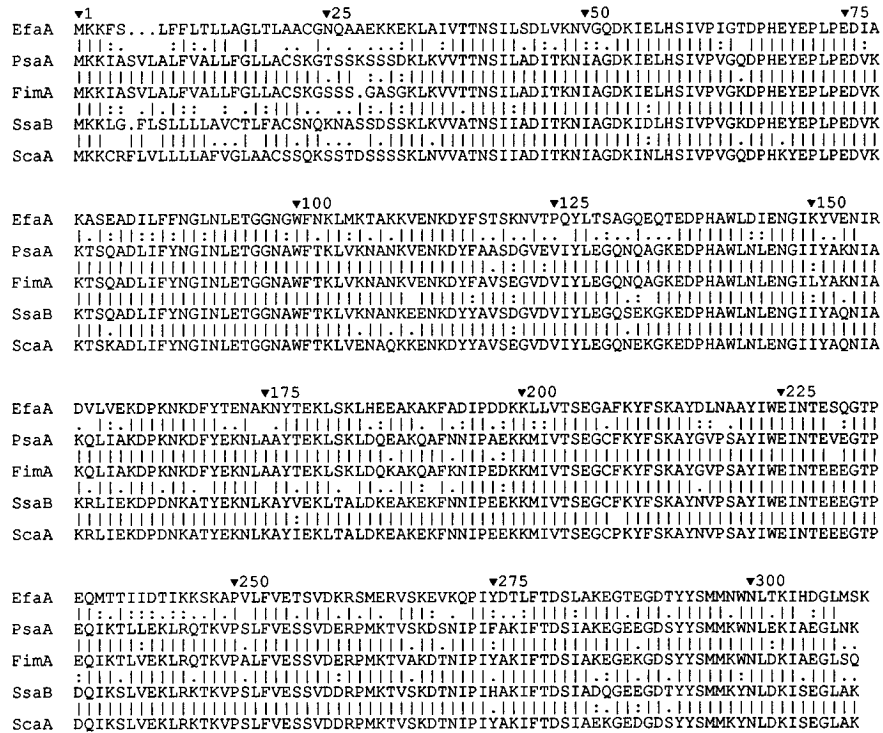 ▼1 ▼25 ▼50 ▼75
EfaA MKKFS...LFFLTLLAGLTLAACGNQAAEKKEKLAIVTTNSILSDLVKNVGQDKIELHSIVPIGTDPHEYEPLPEDIA
PsaA MKKIASVLALFVALLFGLLACSKGTSSKSSSDKLKVVTTNSILADITKNIAGDKIELHSIVPVGQDPHEYEPLPEDVK
FimA MKKIASVLALFVALLFGLLACSKGSSS.GASGKLKVVTTNSILADITKNIAGDKIELHSIVPVGKDPHEYEPLPEDVK
SsaB MKKLG.FLSLLLLAVCTLFACSNQKNASSDSSKLKVVATNSIIADITKNIAGDKIDLHSIVPVGKDPHEYEPLPEDVK
ScaA MKKCRFLVLLLLAFVGLAACSSQKSSTDSSSSKLNVVATNSIIADITKNIAGDKINLHSIVPVGQDPHKYEPLPEDVK
▼100 ▼125 ▼150
EfaA KASEADILFFNGLNLETGGNGWFNKLMKTAKKVENKDYFSTSKNVTPQYLTSAGQEQTEDPHAWLDIENGIKYVENIR
PsaA KTSQADLIFYNGINLETGGNAWFTKLVKNANKVENKDYFAASDGVEVIYLEGQNQAGKEDPHAWLNLENGIIYAKNIA
FimA KTSQADLIFYNGINLETGGNAWFTKLVKNANKVENKDYFAVSEGVDVIYLEGQNQAGKEDPHAWLNLENGILYAKNIA
SsaB KTSQADLIFYNGINLETGGNAWFTKLVKNANKEENKDYYAVSEGVDVIYLEGQSEKGKEDPHAWLNLENGIIYAQNIA
ScaA KTSKADLIFYNGINLETGGNAWFTKLVENAQKKENKDYYAVSEGVDVIYLEGQNEKGKEDPHAWLNLENGIIYAQNIA
▼175 ▼200 ▼225
EfaA DVLVEKDPKNKDFYTENAKNYTEKLSKLHEEAKAKFADIPDDKKLLVTSEGAFKYFSKAYDLNAAYIWEINTESQGTP
PsaA KQLIAKDPKNKDFYEKNLAAYTEKLSKLDQEAKQAFNNIPAEKKMIVTSEGCFKYFSKAYGVPSAYIWEINTEVEGTP
FimA KQLIAKDPKNKDFYEKNLAAYTEKLSKLDQKAKQAFKNIPEDKKMIVTSEGCFKYFSKAYGVPSAYIWEINTEEEGTP
SsaB KRLIEKDPDNKATYEKNLKAYVEKLTALDKEAKEKFNNIPEEKKMIVTSEGCFKYFSKAYNVPSAYIWEINTEEEGTP
ScaA KRLIEKDPDNKATYEKNLKAYIEKLTALDKEAKEKFNNIPEEKKMIVTSEGCPKYFSKAYNVPSAYIWEINTEEEGTP
▼250 ▼275 ▼300
EfaA EQMTTIIDTIKKSKAPVLFVETSVDKRSMERVSKEVKQPIYDTLFTDSLAKEGTEGDTYYSMMNWNLTKIHDGLMSK
PsaA EQIKTLLEKLRQTKVPSLFVESSVDERPMKTVSKDSNIPIFAKIFTDSIAKEGEEGDSYYSMMKWNLEKIAEGLNK
FimA EQIKTLVEKLRQTKVPALFVESSVDERPMKTVAKDTNIPIYAKIFTDSIAKEGEKGDSYYSMMKWNLDKIAEGLSQ
SsaB DQIKSLVEKLRKTKVPSLFVESSVDDRPMKTVSKDTNIPIHAKIFTDSIADQGEEGDTYYSMMKYNLDKISEGLAK
ScaA DQIKSLVEKLRKTKVPSLFVESSVDDRPMKTVSKDTNIPIYAKIFTDSIAEKGEDGDSYYSMMKYNLDKISEGLAK